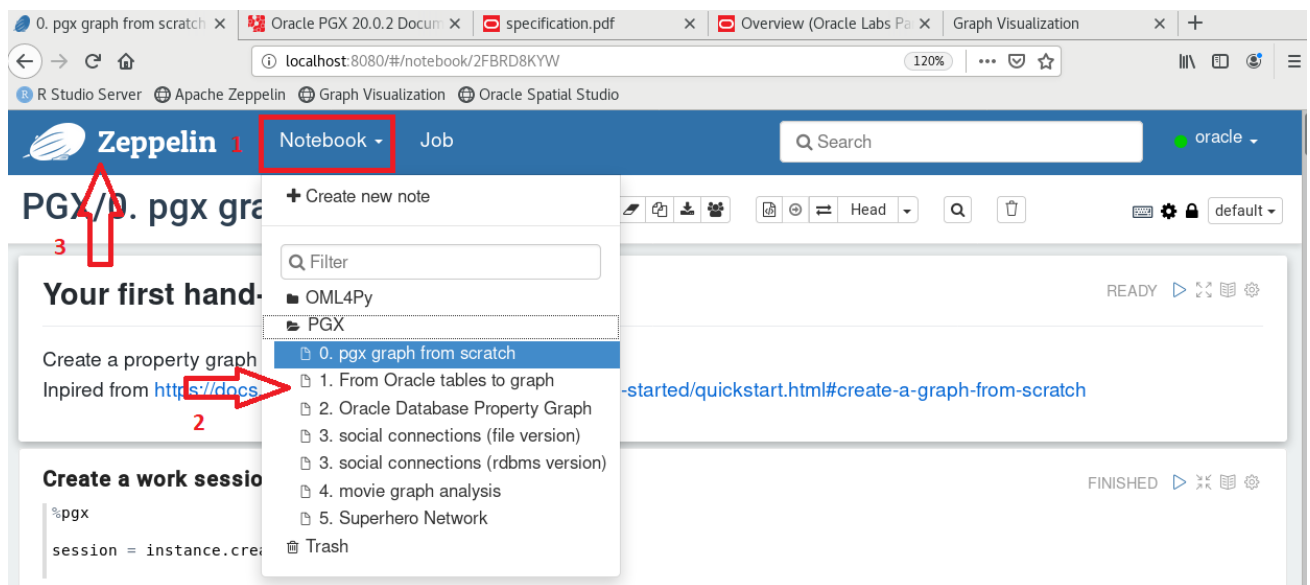 0. pgx graph from scratch
Oracle PGX 20.0.2 Docum
specification.pdf
Overview (Oracle Labs Pa
Graph Visualization
localhost:8080/#/notebook/2FBRD8KYW
120%
R Studio Server Apache Zeppelin Graph Visualization Oracle Spatial Studio
Zeppelin 1 Notebook Job Search oracle
PGX/0. pgx gra
+ Create new note
Head default
3
Filter
Your first hand-
READY
OML4Py
PGX
Create a property graph
0. pgx graph from scratch
Inpired from https://docs. -started/quickstart.html#create-a-graph-from-scratch
1. From Oracle tables to graph
2
2. Oracle Database Property Graph
3. social connections (file version)
3. social connections (rdbms version)
Create a work sessio
FINISHED
4. movie graph analysis
%pgx
5. Superhero Network
session = instance.crea
Trash